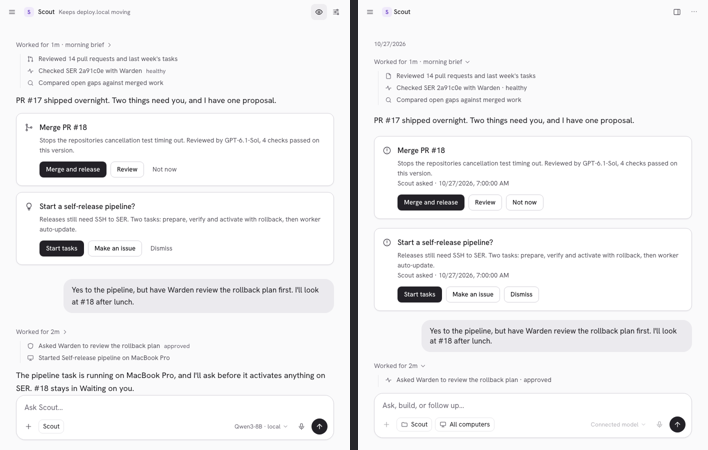 Scout Keeps deploy.local moving
Worked for 1m · morning brief
Reviewed 14 pull requests and last week's tasks
Checked SER 2a91c0e with Warden healthy
Compared open gaps against merged work
PR #17 shipped overnight. Two things need you, and I have one proposal.
Merge PR #18
Stops the repositories cancellation test timing out. Reviewed by GPT-6.1-Sol, 4 checks passed on
this version.
Merge and release Review Not now
Start a self-release pipeline?
Releases still need SSH to SER. Two tasks: prepare, verify and activate with rollback, then worker
auto-update.
Start tasks Make an issue Dismiss
Yes to the pipeline, but have Warden review the rollback plan first. I'll look
at #18 after lunch.
Worked for 2m
Asked Warden to review the rollback plan approved
Started Self-release pipeline on MacBook Pro
The pipeline task is running on MacBook Pro, and I'll ask before it activates anything on
SER. #18 stays in Waiting on you.
Ask Scout...
Scout Qwen3-8B · local
S Scout
10/27/2026
Worked for 1m · morning brief
Reviewed 14 pull requests and last week's tasks
Checked SER 2a91c0e with Warden · healthy
Compared open gaps against merged work
PR #17 shipped overnight. Two things need you, and I have one proposal.
Merge PR #18
Stops the repositories cancellation test timing out. Reviewed by GPT-6.1-Sol, 4 checks passed on
this version.
Scout asked · 10/27/2026, 7:00:00 AM
Merge and release Review Not now
Start a self-release pipeline?
Releases still need SSH to SER. Two tasks: prepare, verify and activate with rollback, then worker
auto-update.
Scout asked · 10/27/2026, 7:00:00 AM
Start tasks Make an issue Dismiss
Yes to the pipeline, but have Warden review the rollback plan first. I'll look
at #18 after lunch.
Worked for 2m
Asked Warden to review the rollback plan · approved
Ask, build, or follow up...
Scout All computers Connected model